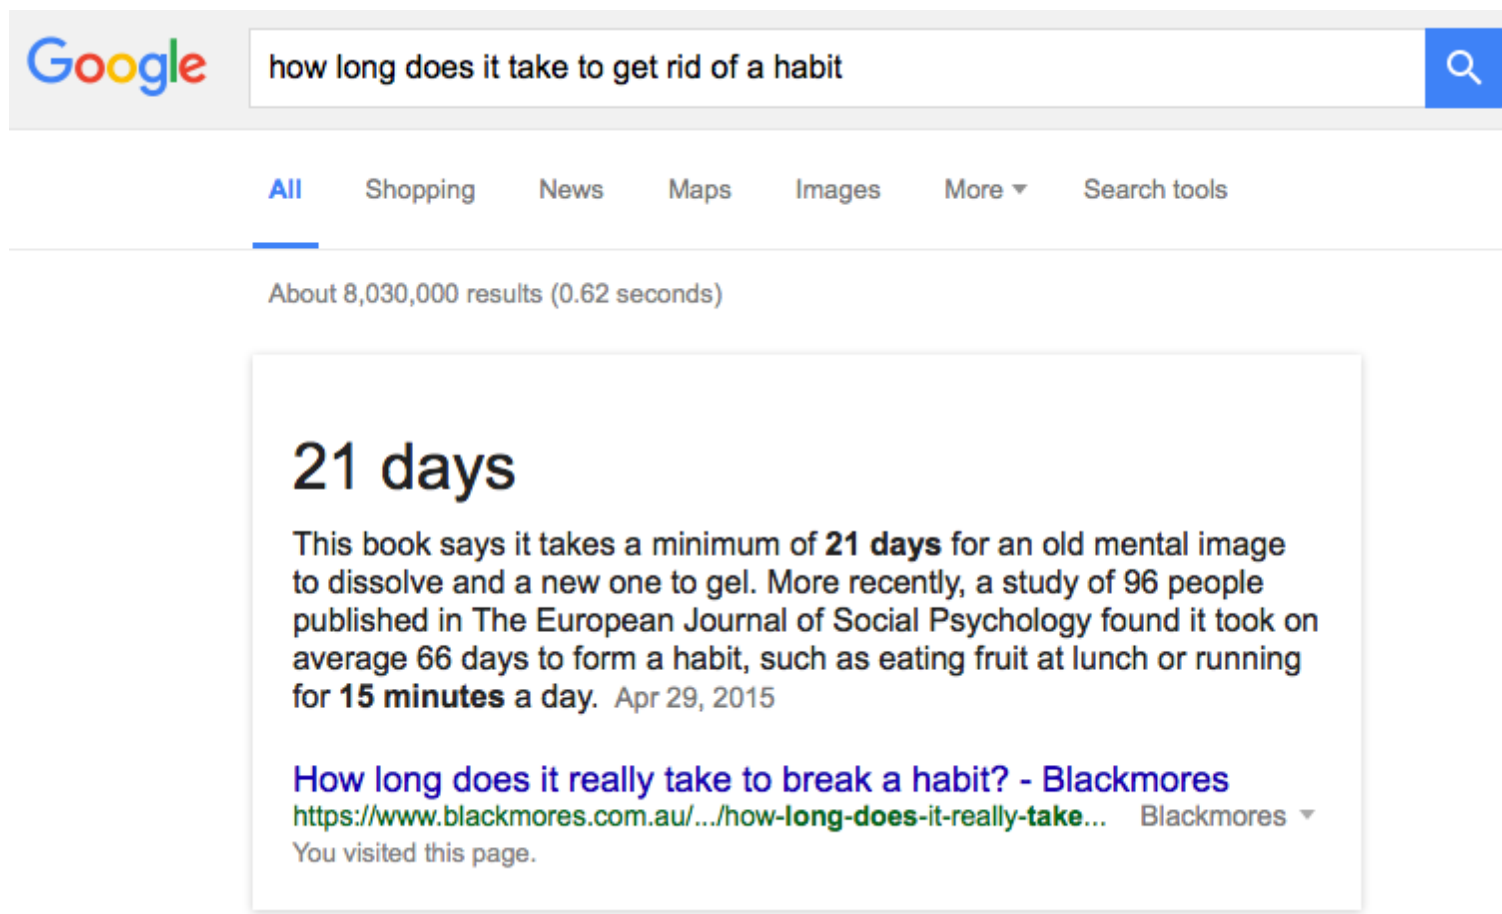 Google
how long does it take to get rid of a habit
All Shopping News Maps Images More Search tools
About 8,030,000 results (0.62 seconds)
21 days
This book says it takes a minimum of 21 days for an old mental image
to dissolve and a new one to gel. More recently, a study of 96 people
published in The European Journal of Social Psychology found it took on
average 66 days to form a habit, such as eating fruit at lunch or running
for 15 minutes a day. Apr 29, 2015
How long does it really take to break a habit? - Blackmores
https://www.blackmores.com.au/.../how-long-does-it-really-take... Blackmores
You visited this page.